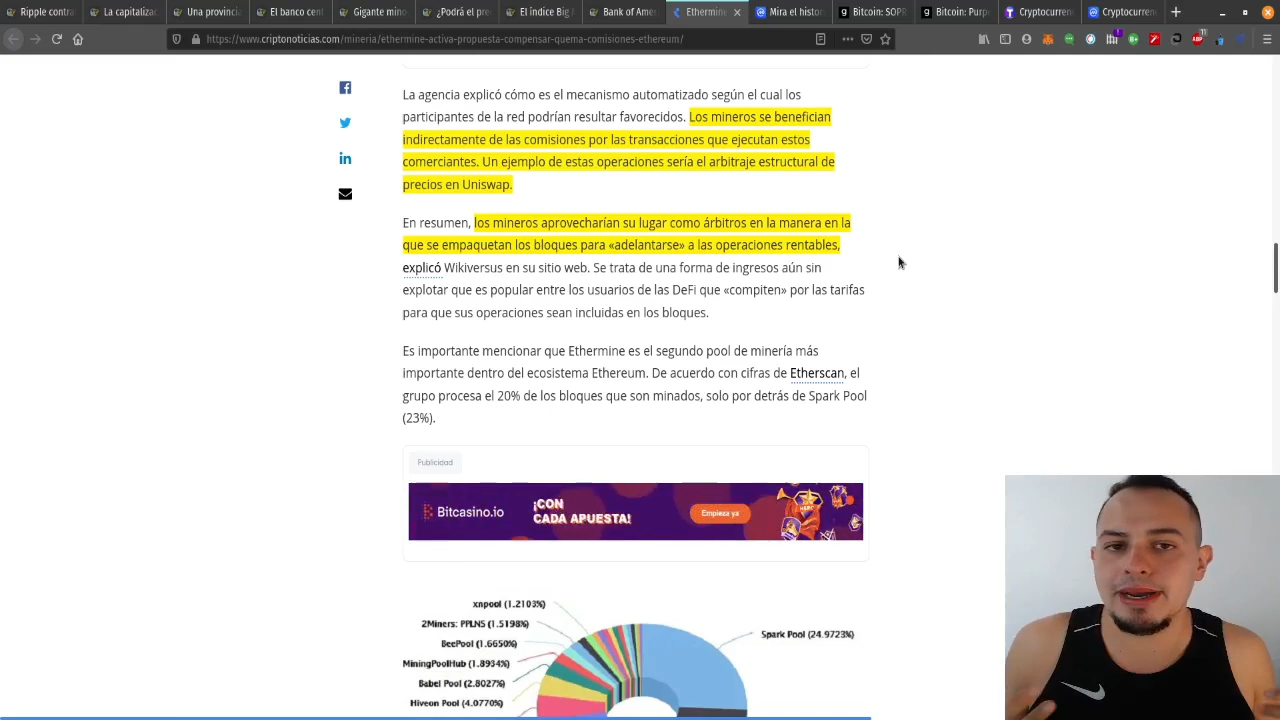 Ripple contra
La capitaliza
Una provincia
El banco cent
Gigante mino
¿Podrá el pre
El índice Big
Bank of Amer
Ethermine
Mira el histor
Bitcoin: SOPR
Bitcoin: Purp
Cryptocurren
Cryptocurren
https://www.criptonoticias.com/mineria/ethermine-activa-propuesta-compensar-quema-comisiones-ethereum/
La agencia explicó cómo es el mecanismo automatizado según el cual los
participantes de la red podrían resultar favorecidos. Los mineros se benefician
indirectamente de las comisiones por las transacciones que ejecutan estos
comerciantes. Un ejemplo de estas operaciones sería el arbitraje estructural de
precios en Uniswap.
En resumen, los mineros aprovecharían su lugar como árbitros en la manera en la
que se empaquetan los bloques para «adelantarse» a las operaciones rentables,
explicó Wikiversus en su sitio web. Se trata de una forma de ingresos aún sin
explotar que es popular entre los usuarios de las DeFi que «compiten» por las tarifas
para que sus operaciones sean incluidas en los bloques.
Es importante mencionar que Ethermine es el segundo pool de minería más
importante dentro del ecosistema Ethereum. De acuerdo con cifras de Etherscan, el
grupo procesa el 20% de los bloques que son minados, solo por detrás de Spark Pool
(23%).
Publicidad
Bitcasino.io
¡CON
CADA APUESTA!
Empieza ya
xnpool (1.2103%)
2Miners: PPLNS (1.5198%)
BeePool (1.6650%)
MiningPoolHub (1.8934%)
Babel Pool (2.8027%)
Hiveon Pool (4.0770%)
Spark Pool (24.9723%)